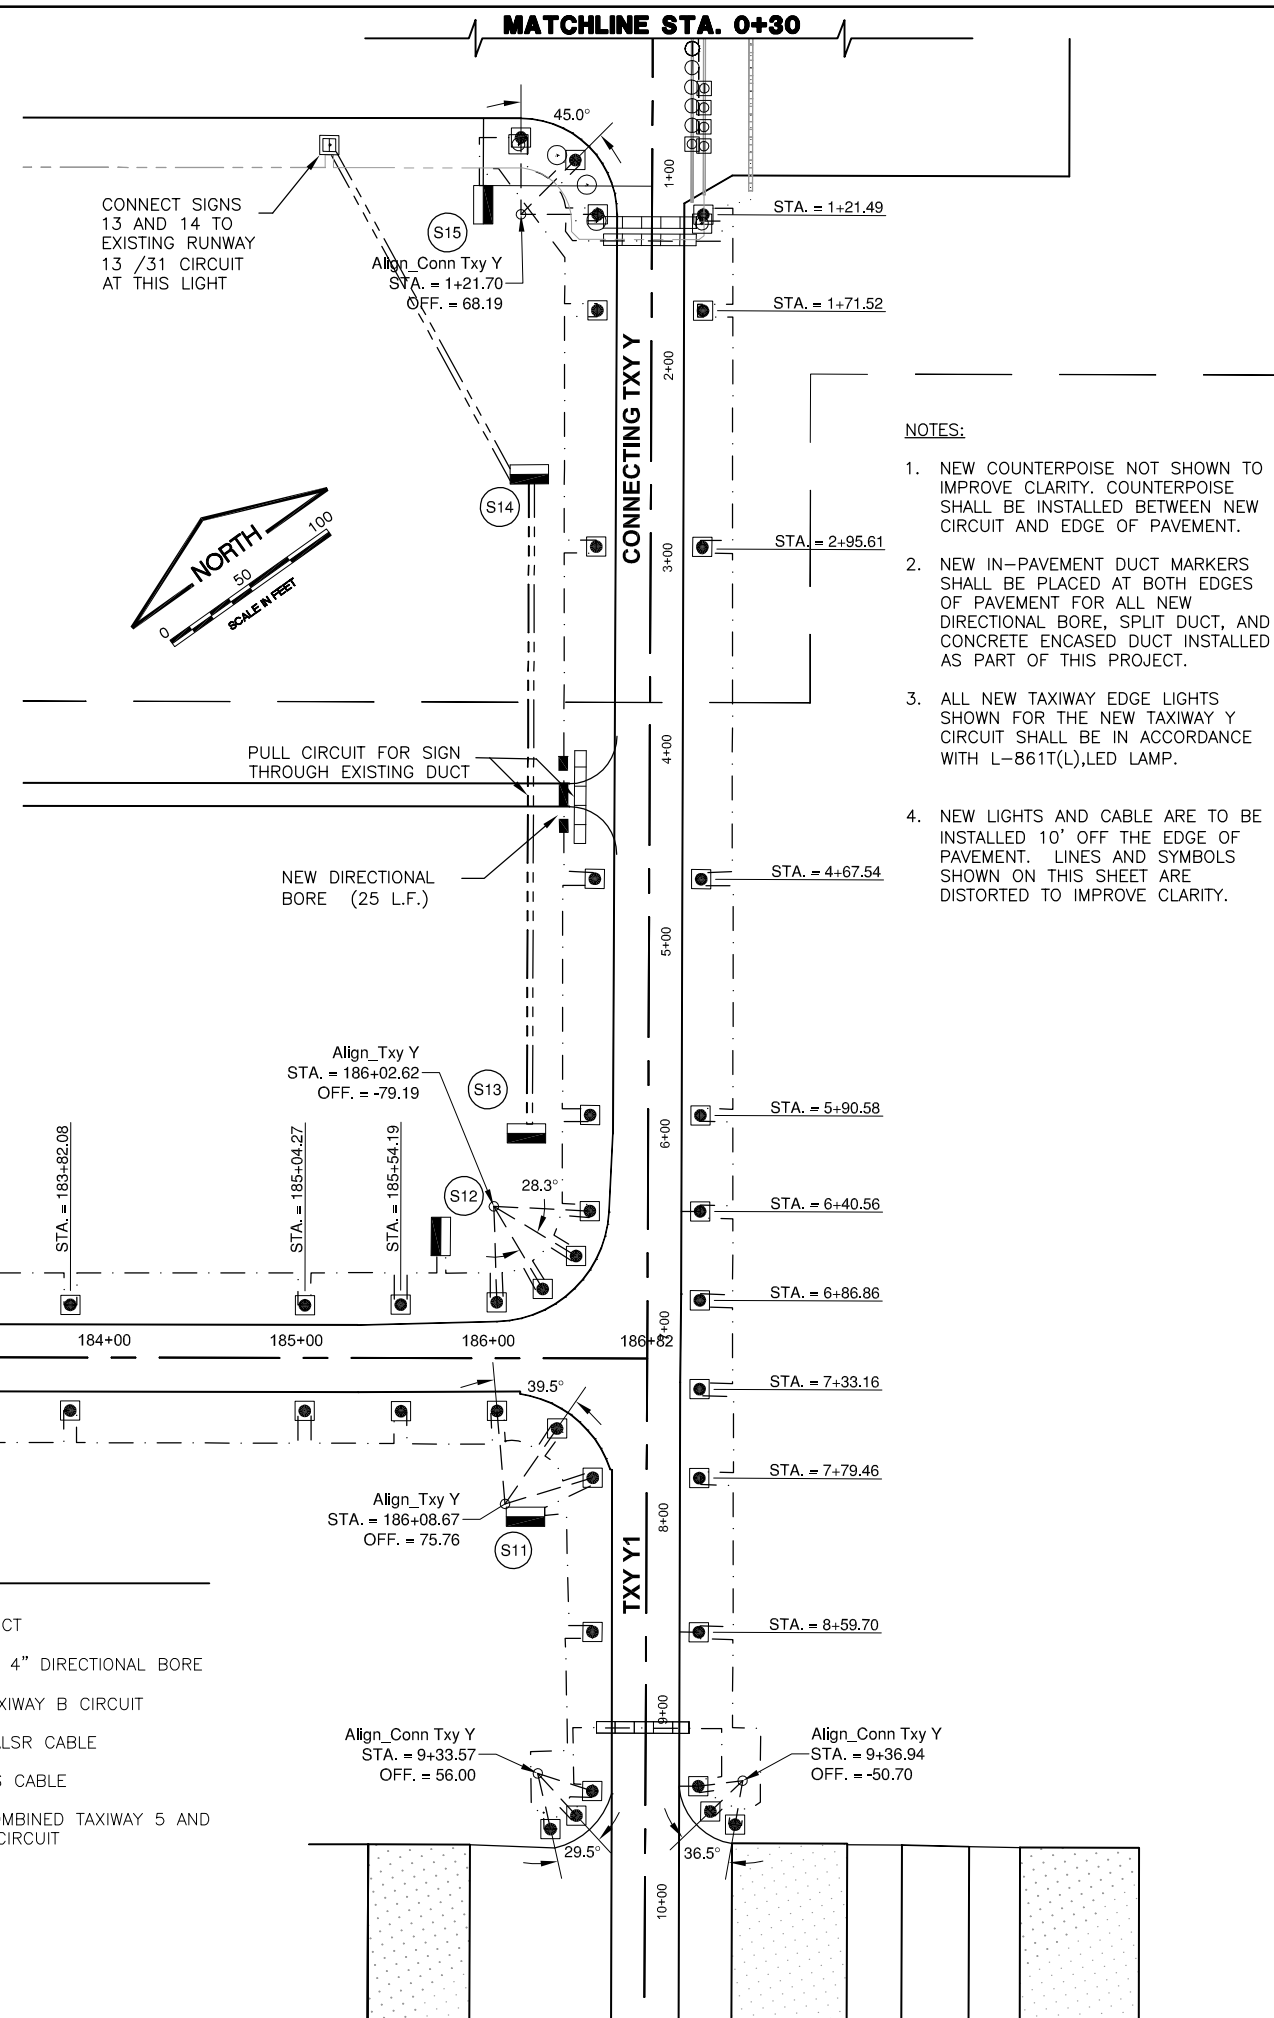 MATCHLINE STA. 0+30
45.0°
1+00
CONNECT SIGNS
13 AND 14 TO
EXISTING RUNWAY
13 /31 CIRCUIT
AT THIS LIGHT
S15
Align_Conn Txy Y
STA. = 1+21.70
OFF. = 68.19
STA. = 1+21.49
STA. = 1+71.52
CONNECTING TXY Y
2+00
NOTES:
1. NEW COUNTERPOISE NOT SHOWN TO
IMPROVE CLARITY. COUNTERPOISE
SHALL BE INSTALLED BETWEEN NEW
CIRCUIT AND EDGE OF PAVEMENT.
2. NEW IN-PAVEMENT DUCT MARKERS
SHALL BE PLACED AT BOTH EDGES
OF PAVEMENT FOR ALL NEW
DIRECTIONAL BORE, SPLIT DUCT, AND
CONCRETE ENCASED DUCT INSTALLED
AS PART OF THIS PROJECT.
3. ALL NEW TAXIWAY EDGE LIGHTS
SHOWN FOR THE NEW TAXIWAY Y
CIRCUIT SHALL BE IN ACCORDANCE
WITH L-861T(L),LED LAMP.
4. NEW LIGHTS AND CABLE ARE TO BE
INSTALLED 10' OFF THE EDGE OF
PAVEMENT. LINES AND SYMBOLS
SHOWN ON THIS SHEET ARE
DISTORTED TO IMPROVE CLARITY.
S14
NORTH
0
50
100
SCALE IN FEET
STA. = 2+95.61
3+00
4+00
PULL CIRCUIT FOR SIGN
THROUGH EXISTING DUCT
NEW DIRECTIONAL
BORE (25 L.F.)
STA. = 4+67.54
5+00
Align_Txy Y
STA. = 186+02.62
OFF. = -79.19
S13
STA. = 5+90.58
6+00
STA. = 183+82.08
STA. = 185+04.27
STA. = 185+54.19
S12
28.3°
STA. = 6+40.56
STA. = 6+86.86
184+00
185+00
186+00
186+82
STA. = 7+33.16
39.5°
STA. = 7+79.46
Align_Txy Y
STA. = 186+08.67
OFF. = 75.76
S11
8+00
TXY Y1
STA. = 8+59.70
CT
4" DIRECTIONAL BORE
XIWAY B CIRCUIT
ALSR CABLE
S CABLE
OMBINED TAXIWAY 5 AND
CIRCUIT
9+00
Align_Conn Txy Y
STA. = 9+33.57
OFF. = 56.00
Align_Conn Txy Y
STA. = 9+36.94
OFF. = -50.70
29.5°
36.5°
10+00